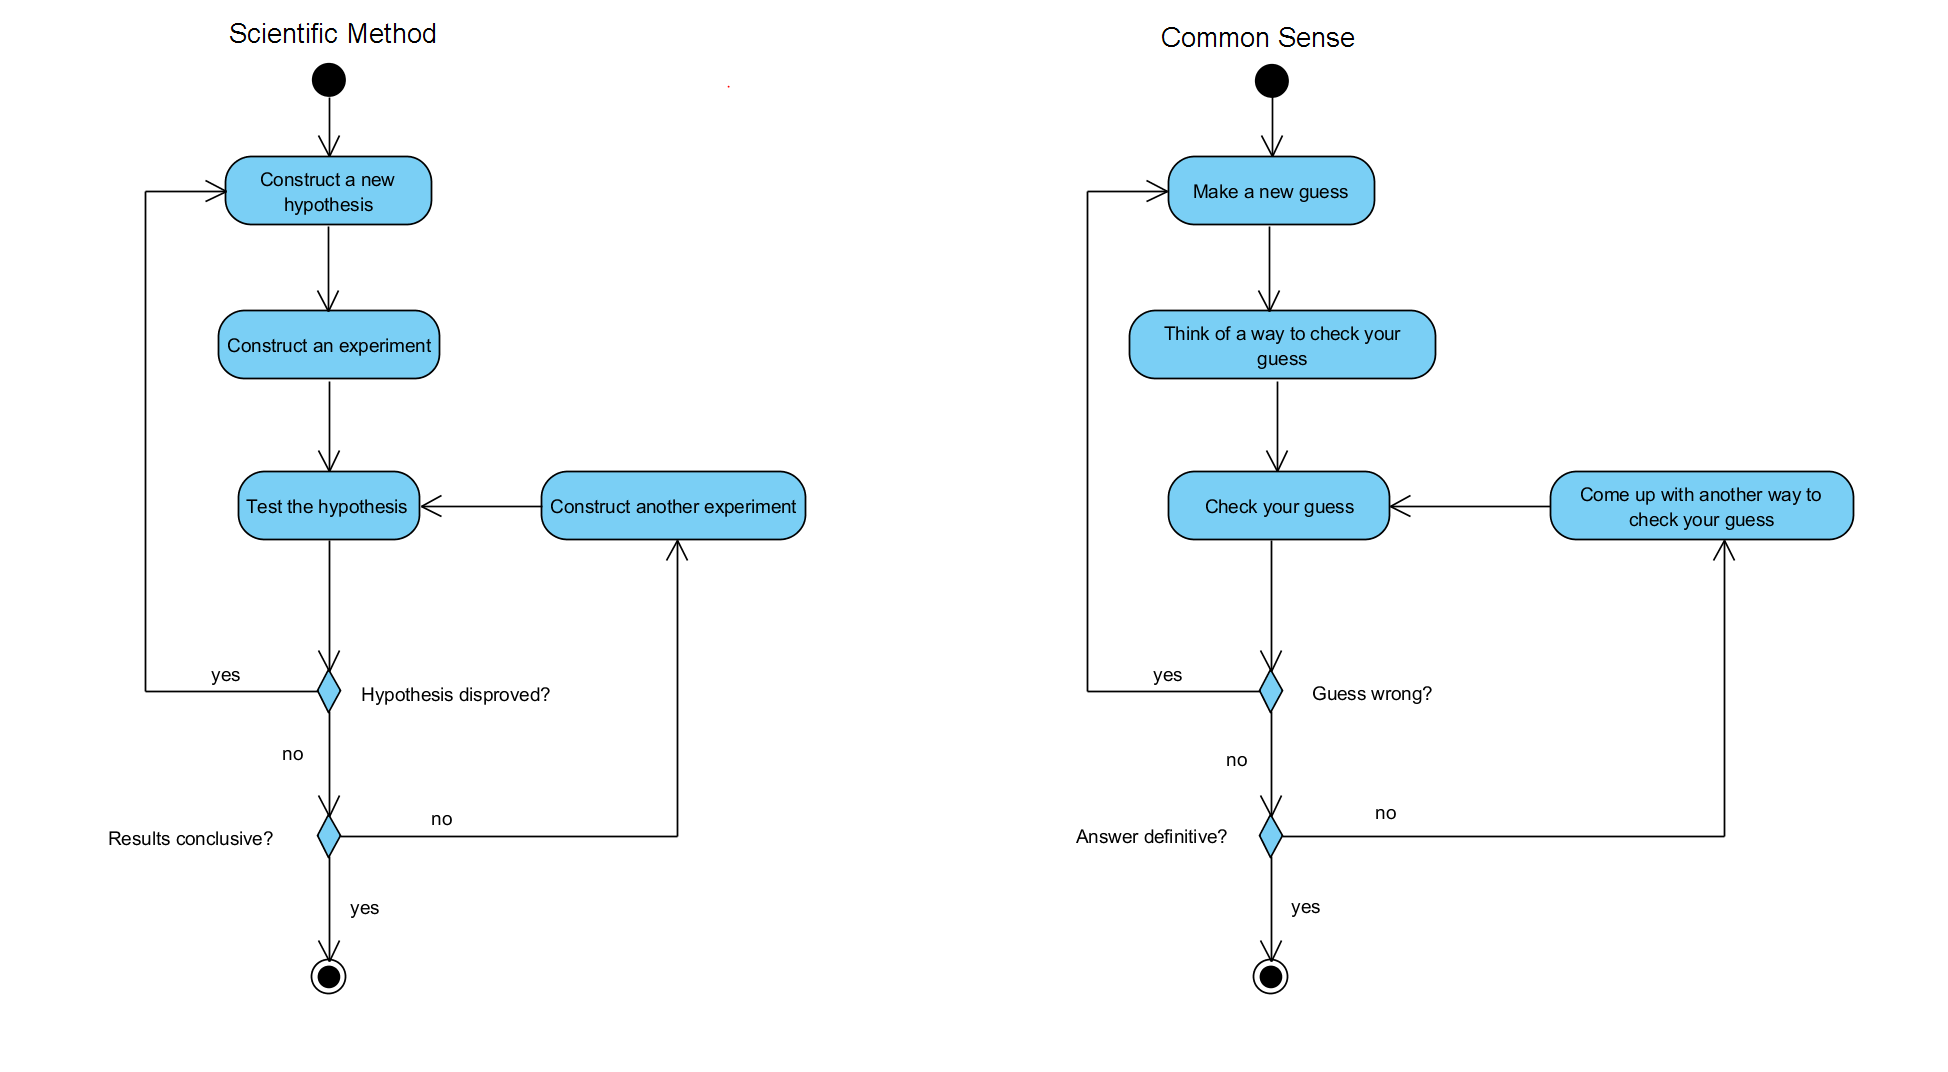 Scientific Method
Construct a new
hypothesis
Construct an experiment
Test the hypothesis
Construct another experiment
yes
Hypothesis disproved?
no
no
Results conclusive?
yes
Common Sense
Make a new guess
Think of a way to check your
guess
Check your guess
Come up with another way to
check your guess
yes
Guess wrong?
no
no
Answer definitive?
yes